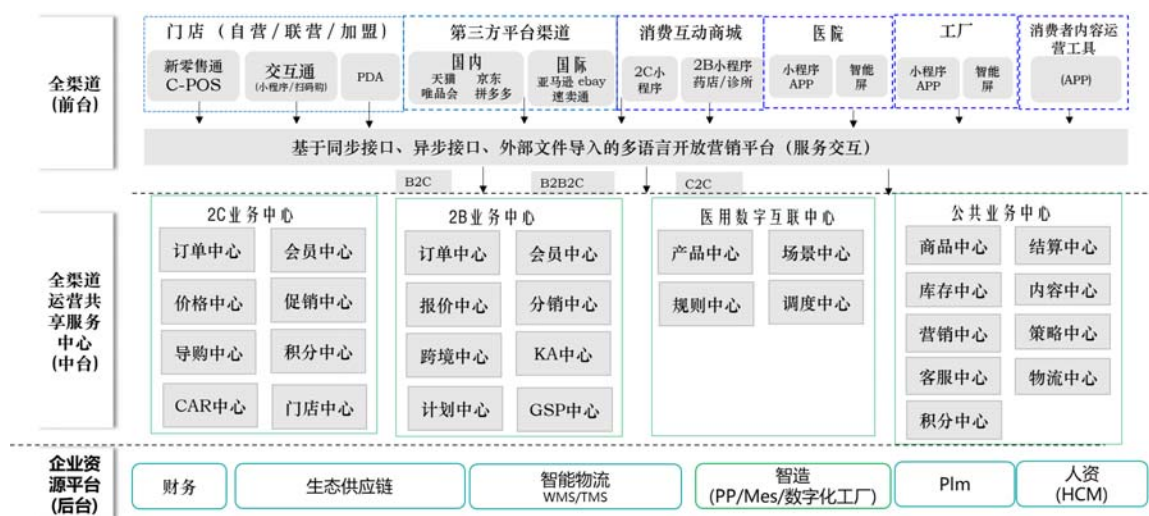 全渠道
(前台)
门店（自营/联营/加盟）
新零售通
C-POS
交互通
(小程序/扫码购)
PDA
第三方平台渠道
国内
天猫 京东
唯品会 拼多多
国际
亚马逊 ebay
速卖通
消费互动商城
2C小
程序
2B小程序
药店/诊所
医院
小程序
APP
智能
屏
工厂
小程序
APP
智能
屏
消费者内容运
营工具
(APP)
基于同步接口、异步接口、外部文件导入的多语言开放营销平台（服务交互）
B2C
B2B2C
C2C
全渠道
运营共
享服务
中心
(中台)
2C业务中心
订单中心 会员中心
价格中心 促销中心
导购中心 积分中心
CAR中心 门店中心
2B业务中心
订单中心 会员中心
报价中心 分销中心
跨境中心 KA中心
计划中心 GSP中心
医用数字互联中心
产品中心 场景中心
规则中心 调度中心
公共业务中心
商品中心 结算中心
库存中心 内容中心
营销中心 策略中心
客服中心 物流中心
积分中心
企业资
源平台
(后台)
财务
生态供应链
智能物流
WMS/TMS
智造
(PP/Mes/数字化工厂)
Plm
人资
(HCM)